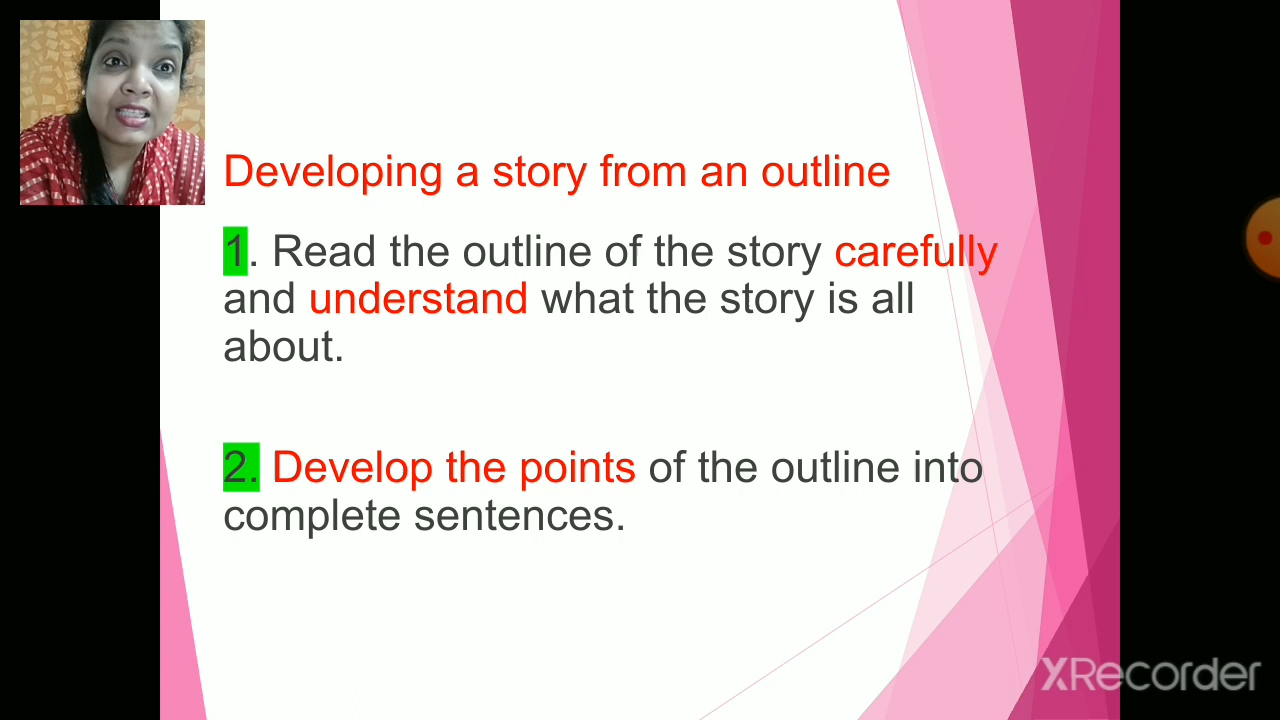 Developing a story from an outline
1. Read the outline of the story carefully
and understand what the story is all
about.
2. Develop the points of the outline into
complete sentences.
XRecorder